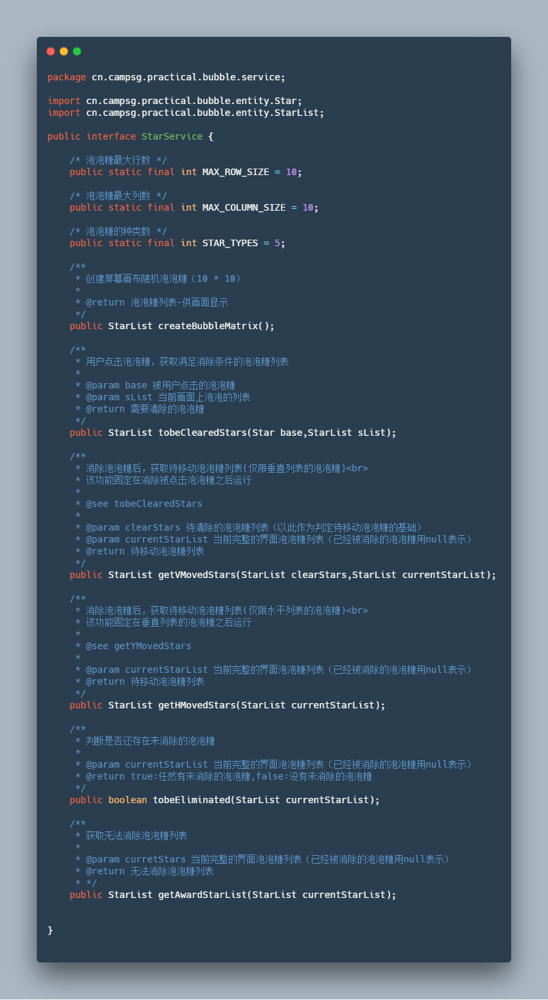 package cn.campsg.practical.bubble.service;
import cn.campsg.practical.bubble.entity.Star;
import cn.campsg.practical.bubble.entity.StarList;
public interface StarService {
/* 泡泡糖最大行数 */
public static final int MAX_ROW_SIZE = 10;
/* 泡泡糖最大列数 */
public static final int MAX_COLUMN_SIZE = 10;
/* 泡泡糖的种类数 */
public static final int STAR_TYPES = 5;
/**
* 创建屏幕画布随机泡泡糖（10 * 10）
*
* @return 泡泡糖列表-供画面显示
*/
public StarList createBubbleMatrix();
/**
* 用户点击泡泡糖，获取满足消除条件的泡泡糖列表
*
* @param base 被用户点击的泡泡糖
* @param sList 当前画面上泡泡的列表
* @return 需要清除的泡泡糖
*/
public StarList tobeClearedStars(Star base,StarList sList);
/**
* 消除泡泡糖后，获取待移动泡泡糖列表(仅限垂直列表的泡泡糖)<br>
* 该功能固定在消除被点击泡泡糖之后运行
*
* @see tobeClearedStars
*
* @param clearStars 待清除的泡泡糖列表（以此作为判定待移动泡泡糖的基础）
* @param currentStarList 当前完整的界面泡泡糖列表（已经被消除的泡泡糖用null表示）
* @return 待移动泡泡糖列表
*/
public StarList getVMovedStars(StarList clearStars,StarList currentStarList);
/**
* 消除泡泡糖后，获取待移动泡泡糖列表(仅限水平列表的泡泡糖)<br>
* 该功能固定在垂直列表的泡泡糖之后运行
*
* @see getYMovedStars
*
* @param currentStarList 当前完整的界面泡泡糖列表（已经被消除的泡泡糖用null表示）
* @return 待移动泡泡糖列表
*/
public StarList getHMovedStars(StarList currentStarList);
/**
* 判断是否还存在未消除的泡泡糖
*
* @param currentStarList 当前完整的界面泡泡糖列表（已经被消除的泡泡糖用null表示）
* @return true:任然有未消除的泡泡糖,false:没有未消除的泡泡糖
*/
public boolean tobeEliminated(StarList currentStarList);
/**
* 获取无法消除泡泡糖列表
*
* @param curretStars 当前完整的界面泡泡糖列表（已经被消除的泡泡糖用null表示）
* @return 无法消除泡泡糖列表
* */
public StarList getAwardStarList(StarList currentStarList);
}